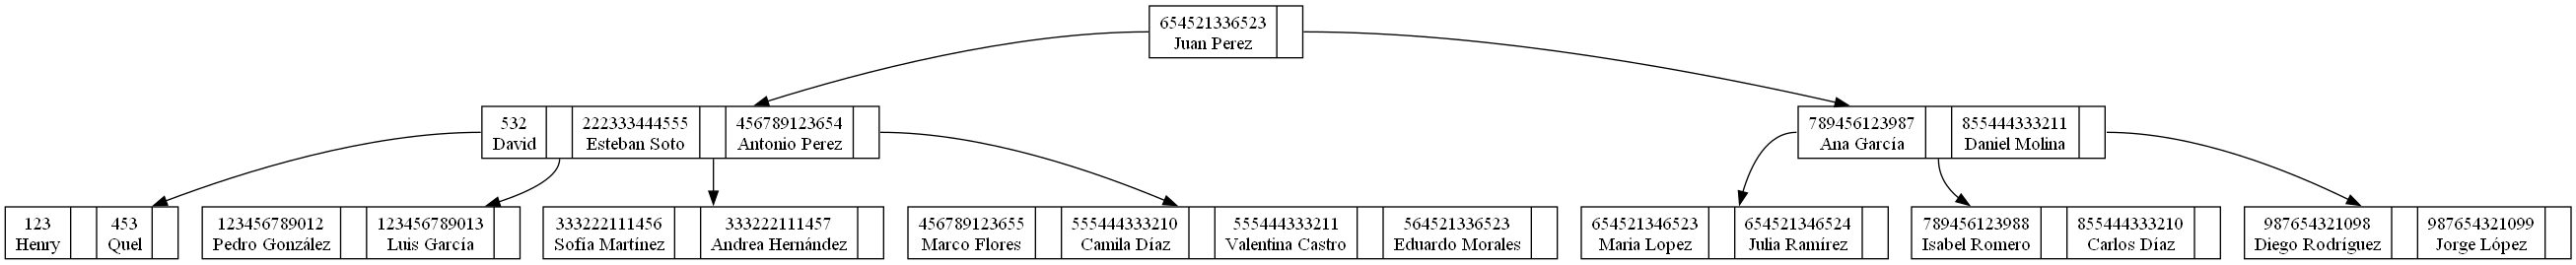 654521336523
Juan Perez
532
David
222333444555
Esteban Soto
456789123654
Antonio Perez
789456123987
Ana García
855444333211
Daniel Molina
123
Henry
453
Quel
123456789012
Pedro González
123456789013
Luis García
333222111456
Sofía Martínez
333222111457
Andrea Hernández
456789123655
Marco Flores
555444333210
Camila Díaz
555444333211
Valentina Castro
564521336523
Eduardo Morales
654521346523
Maria Lopez
654521346524
Julia Ramírez
789456123988
Isabel Romero
855444333210
Carlos Díaz
987654321098
Diego Rodríguez
987654321099
Jorge López